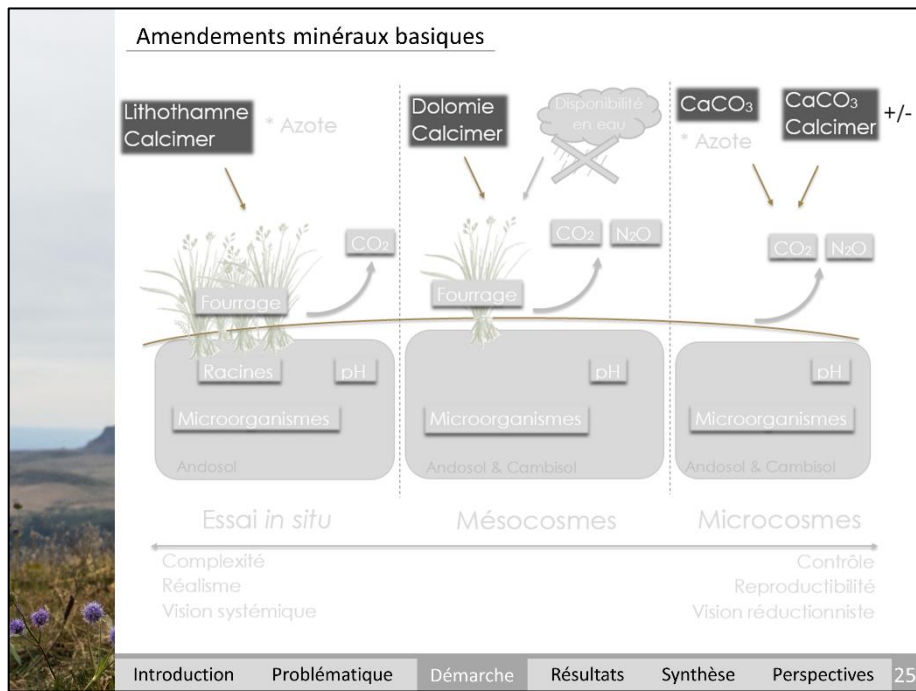 Amendements minéraux basiques
Lithothamne
Calcimer
* Azote
Dolomie
Calcimer
Disponibilité
en eau
CaCO₃
* Azote
CaCO₃
Calcimer
+/-
Fourrage
CO₂
Fourrage
CO₂
N₂O
CO₂
N₂O
Racines
pH
Microorganismes
Andosol
pH
Microorganismes
Andosol & Cambisol
pH
Microorganismes
Andosol & Cambisol
Essai in situ
Mésocosmes
Microcosmes
Complexité
Réalisme
Vision systémique
Contrôle
Reproductibilité
Vision réductionniste
Introduction Problématique Démarche Résultats Synthèse Perspectives 25